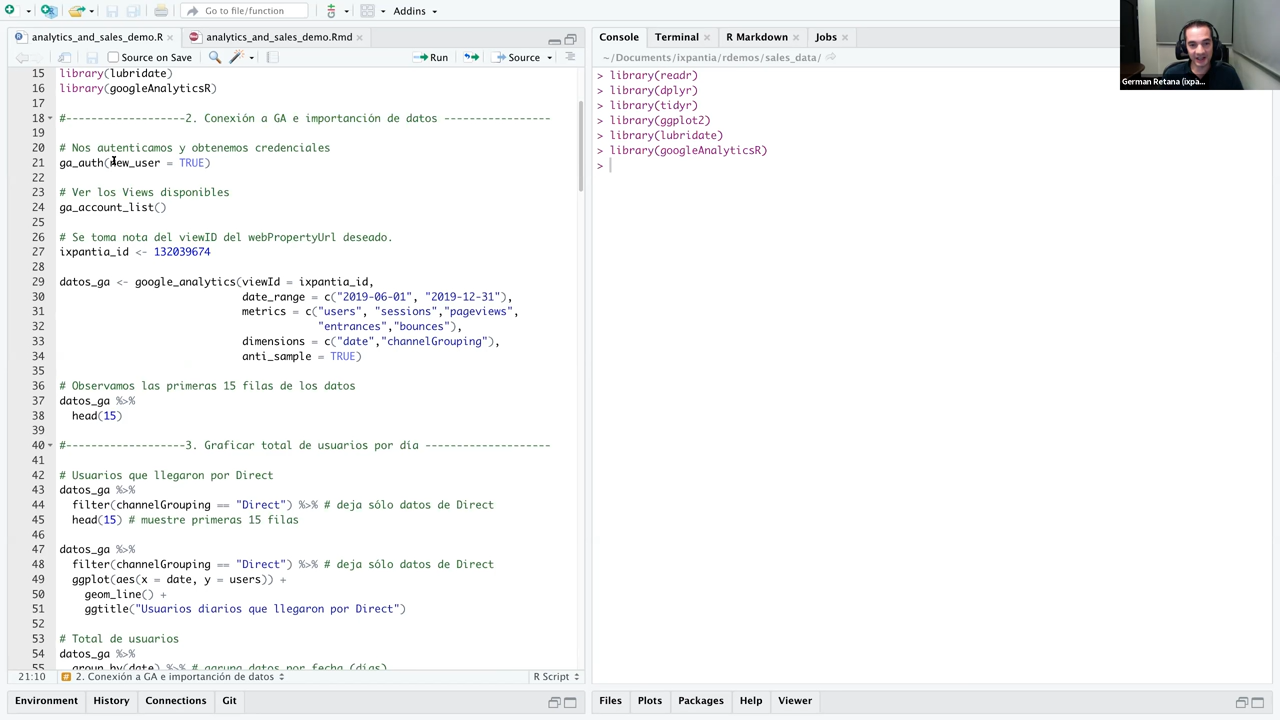 Go to file/function
Addins
analytics_and_sales_demo.R
analytics_and_sales_demo.Rmd
Source on Save
Run
Source
15 library(lubridate)
16 library(googleAnalyticsR)
17
18 #------------------2. Conexión a GA e importanción de datos ----------------
19
20 # Nos autenticamos y obtenemos credenciales
21 ga_auth(new_user = TRUE)
22
23 # Ver los Views disponibles
24 ga_account_list()
25
26 # Se toma nota del viewID del webPropertyUrl deseado.
27 ixpantia_id <- 132039674
28
29 datos_ga <- google_analytics(viewId = ixpantia_id,
30 date_range = c("2019-06-01", "2019-12-31"),
31 metrics = c("users", "sessions","pageviews",
32 "entrances","bounces"),
33 dimensions = c("date","channelGrouping"),
34 anti_sample = TRUE)
35
36 # Observamos las primeras 15 filas de los datos
37 datos_ga %>%
38 head(15)
39
40 #------------------3. Graficar total de usuarios por día -------------------
41
42 # Usuarios que llegaron por Direct
43 datos_ga %>%
44 filter(channelGrouping == "Direct") %>% # deja sólo datos de Direct
45 head(15) # muestre primeras 15 filas
46
47 datos_ga %>%
48 filter(channelGrouping == "Direct") %>% # deja sólo datos de Direct
49 ggplot(aes(x = date, y = users)) +
50 geom_line() +
51 ggtitle("Usuarios diarios que llegaron por Direct")
52
53 # Total de usuarios
54 datos_ga %>%
55 group_by(date) %>% # agrupa datos por fecha (días)
21:10
2. Conexión a GA e importanción de datos
R Script
Environment
History
Connections
Git
Console
Terminal
R Markdown
Jobs
~/Documents/ixpantia/rdemos/sales_data/
> library(readr)
> library(dplyr)
> library(tidyr)
> library(ggplot2)
> library(lubridate)
> library(googleAnalyticsR)
>
Files
Plots
Packages
Help
Viewer
German Retana (ixpa...